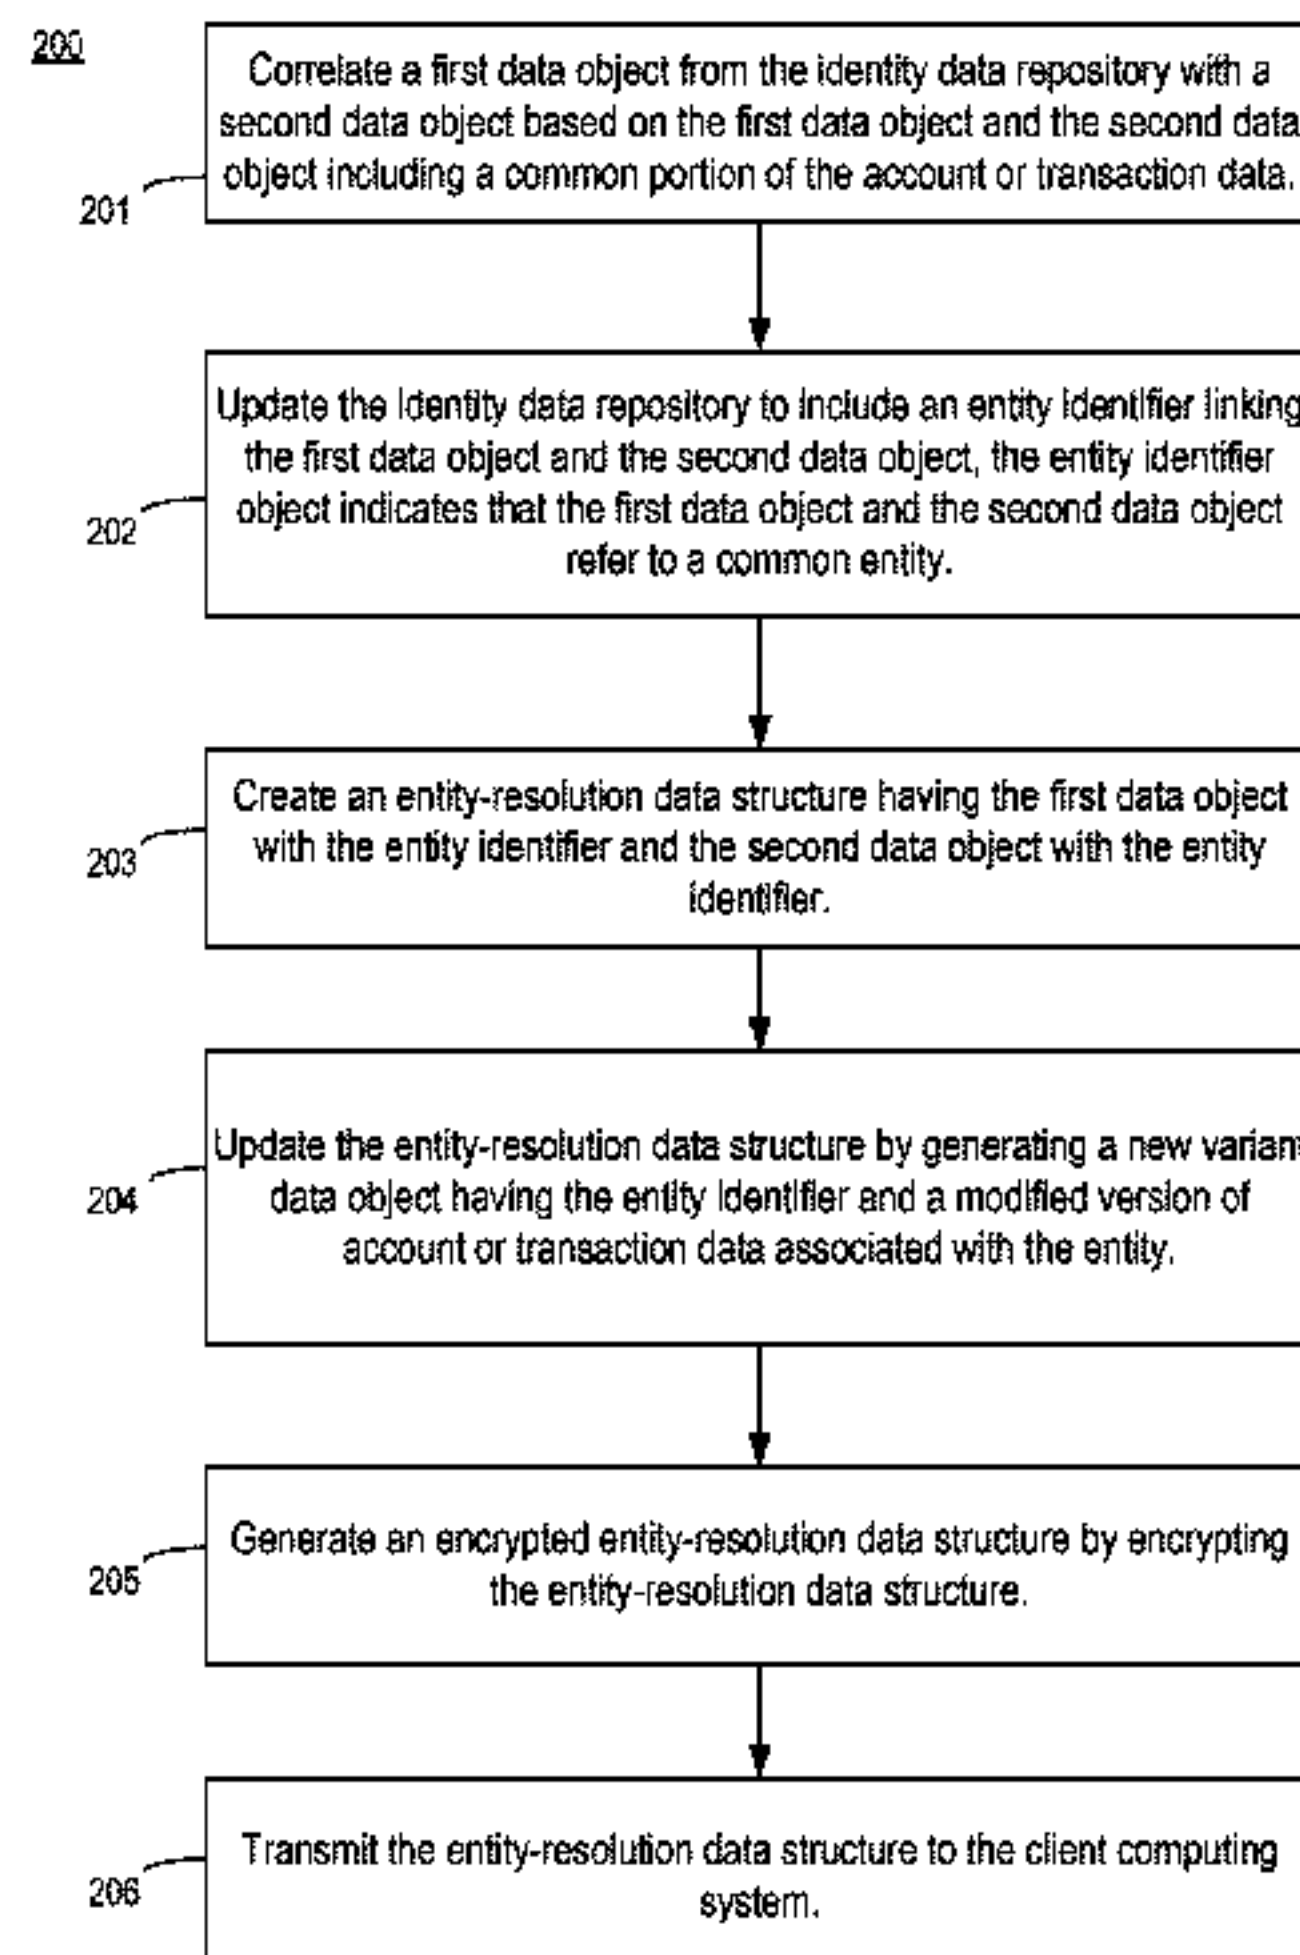 200
Correlate a first data object from the identity data repository with a
second data object based on the first data object and the second data
object including a common portion of the account or transaction data.
201
Update the identity data repository to include an entity identifier linking
the first data object and the second data object, the entity identifier
object indicates that the first data object and the second data object
refer to a common entity.
202
Create an entity-resolution data structure having the first data object
with the entity identifier and the second data object with the entity
identifier.
203
Update the entity-resolution data structure by generating a new variant
data object having the entity identifier and a modified version of
account or transaction data associated with the entity.
204
Generate an encrypted entity-resolution data structure by encrypting
the entity-resolution data structure.
205
Transmit the entity-resolution data structure to the client computing
system.
206